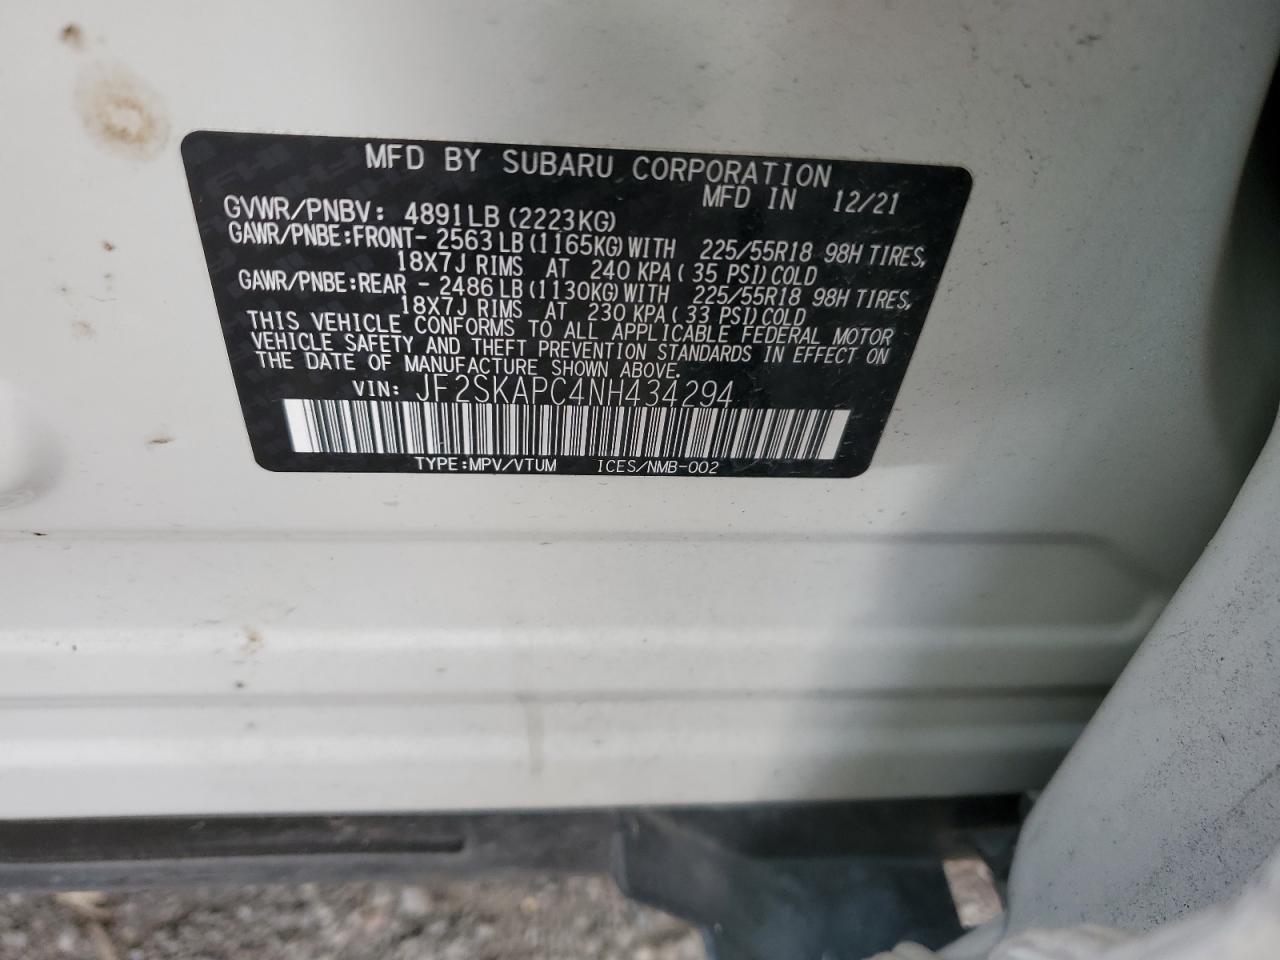 MFD BY SUBARU CORPORATION
MFD IN 12/21
GVWR/PNBV: 4891LB (2223KG)
GAWR/PNBE:FRONT- 2563 LB (1165KG) WITH 225/55R18 98H TIRES,
18X7J RIMS AT 240 KPA ( 35 PSI) COLD
GAWR/PNBE:REAR - 2486 LB (1130KG) WITH 225/55R18 98H TIRES,
18X7J RIMS AT 230 KPA ( 33 PSI) COLD
THIS VEHICLE CONFORMS TO ALL APPLICABLE FEDERAL MOTOR
VEHICLE SAFETY AND THEFT PREVENTION STANDARDS IN EFFECT ON
THE DATE OF MANUFACTURE SHOWN ABOVE.
VIN: JF2SKAPC4NH434294
TYPE:MPV/VTUM ICES/NMB-002